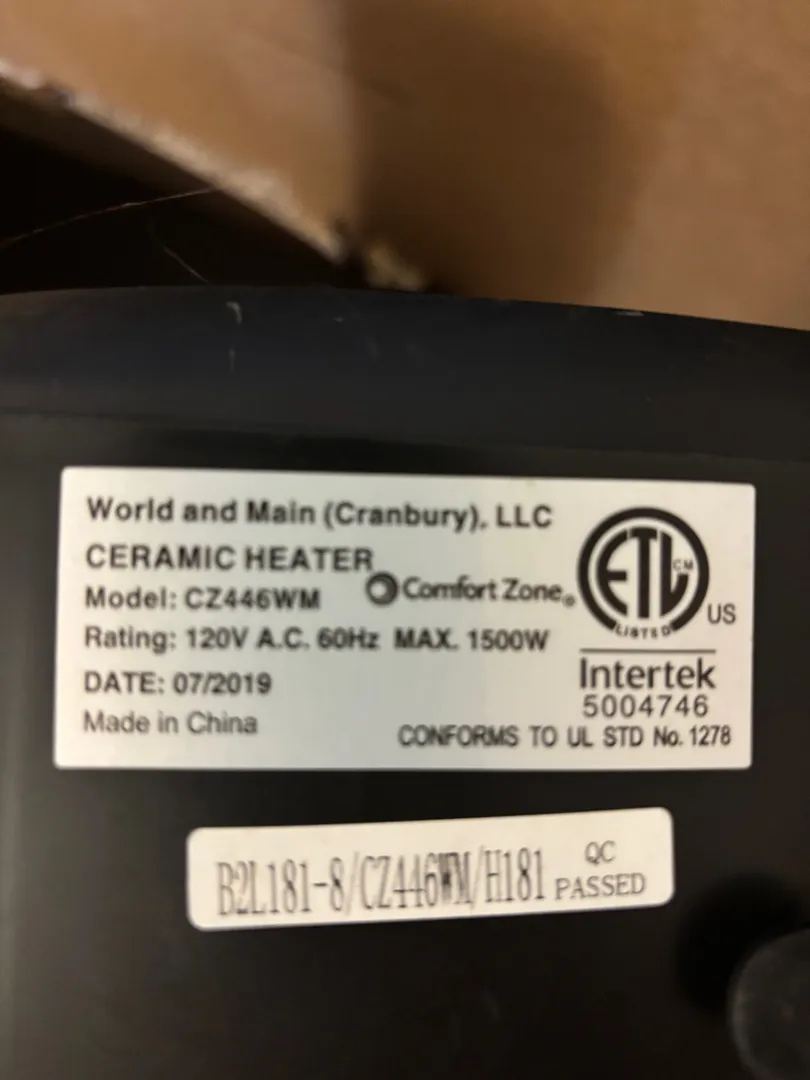 World and Main (Cranbury), LLC
CERAMIC HEATER
Model: CZ446WM
Comfort Zone®
Rating: 120V A.C. 60Hz MAX. 1500W
DATE: 07/2019
Made in China
ETL CM
LISTED
US
Intertek
5004746
CONFORMS TO UL STD No. 1278
B2L181-8/CZ446WM/H181 QC PASSED